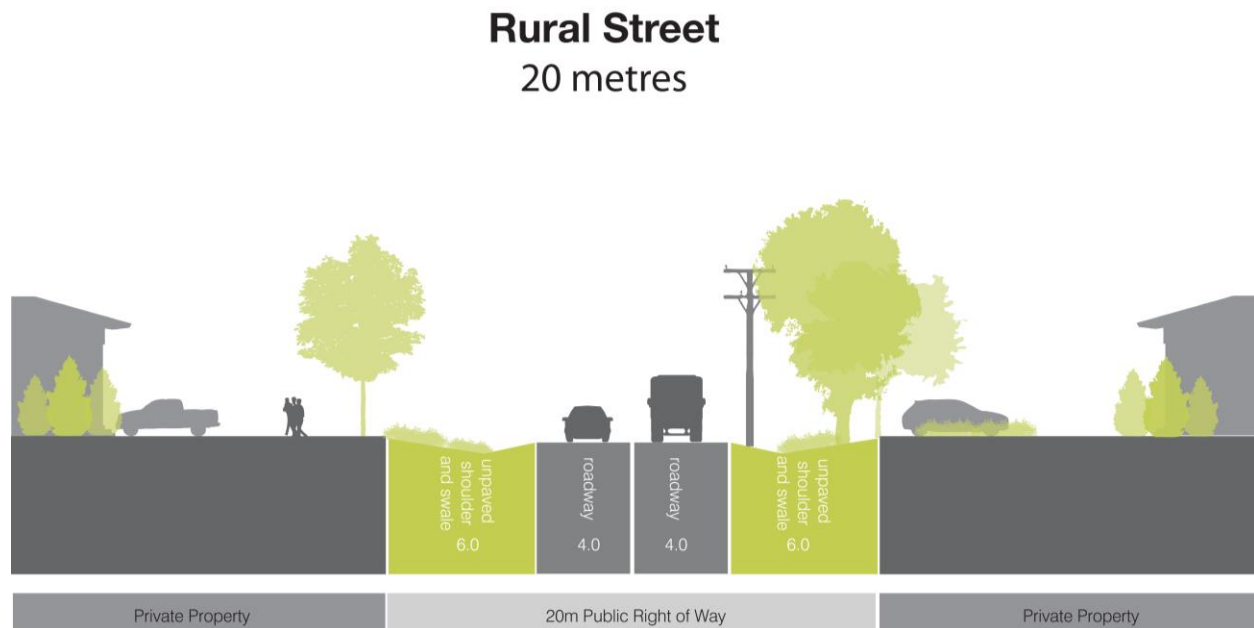 Rural Street
20 metres
unpaved
shoulder
and swale
6.0
roadway
4.0
roadway
4.0
unpaved
shoulder
and swale
6.0
Private Property
20m Public Right of Way
Private Property